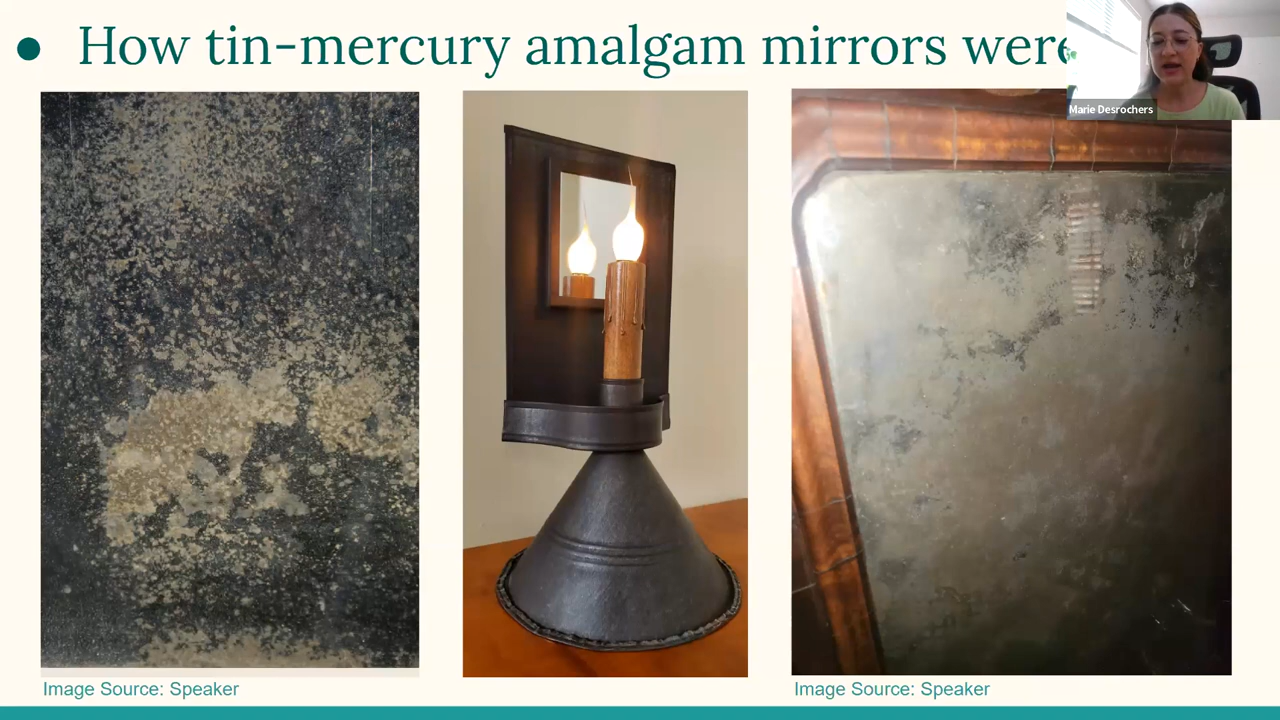 • How tin-mercury amalgam mirrors were
Marie Desrochers
Image Source: Speaker
Image Source: Speaker